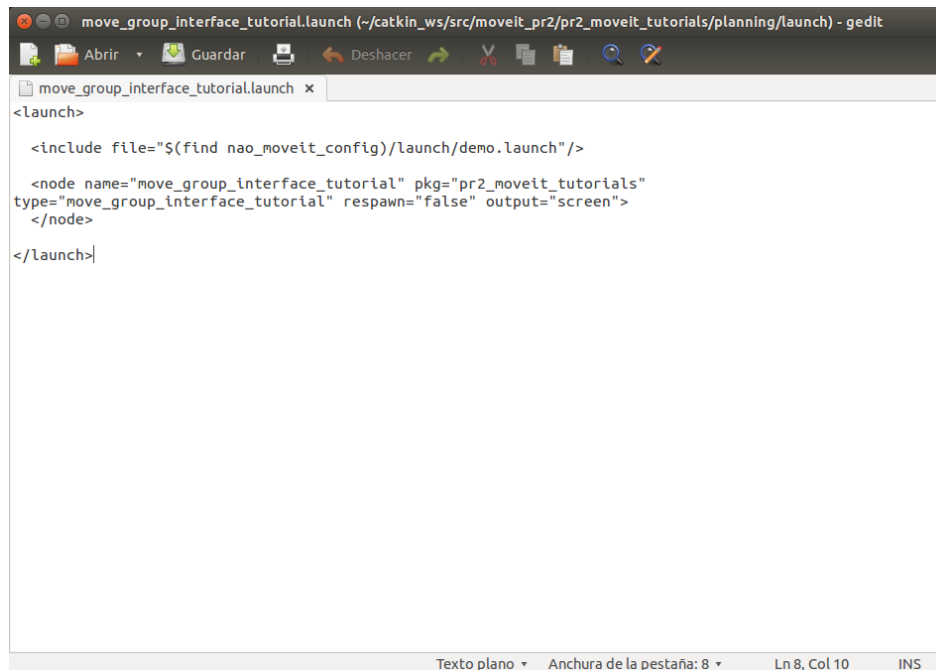 move_group_interface_tutorial.launch (~/catkin_ws/src/moveit_pr2/pr2_moveit_tutorials/planning/launch) - gedit
Abrir Guardar Deshacer
move_group_interface_tutorial.launch ×
<launch>
<include file="$(find nao_moveit_config)/launch/demo.launch"/>
<node name="move_group_interface_tutorial" pkg="pr2_moveit_tutorials"
type="move_group_interface_tutorial" respawn="false" output="screen">
</node>
</launch>
Texto plano Anchura de la pestaña: 8 Ln 8, Col 10 INS